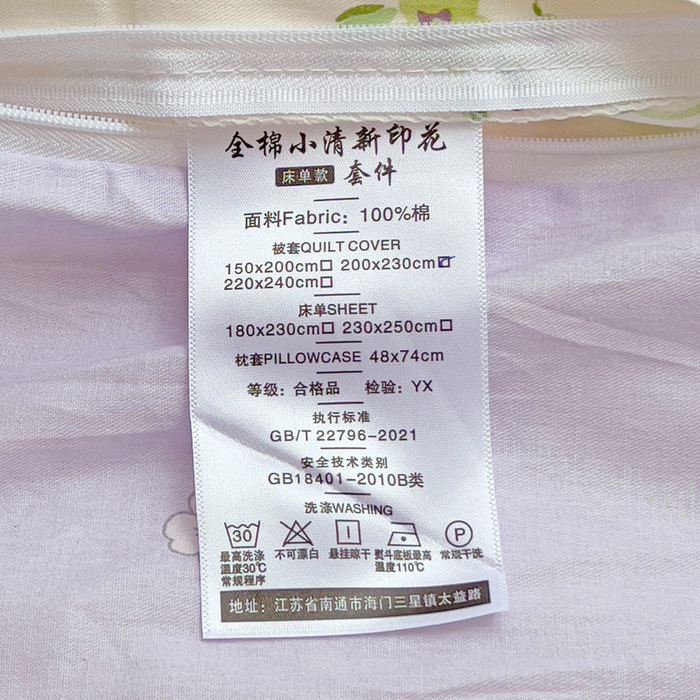 全棉小清新印花
床单款 套件
面料Fabric：100%棉
被套QUILT COVER
150x200cm□ 200x230cm☑
220x240cm□
床单SHEET
180x230cm□ 230x250cm□
枕套PILLOWCASE 48x74cm
等级：合格品 检验：YX
执行标准
GB/T 22796-2021
安全技术类别
GB18401-2010B类
洗涤WASHING
30 P
最高洗涤 不可漂白 悬挂晾干 熨斗底板最高 常规干洗
温度30℃ 温度110℃
常规程序
地址：江苏省南通市海门三星镇太益路